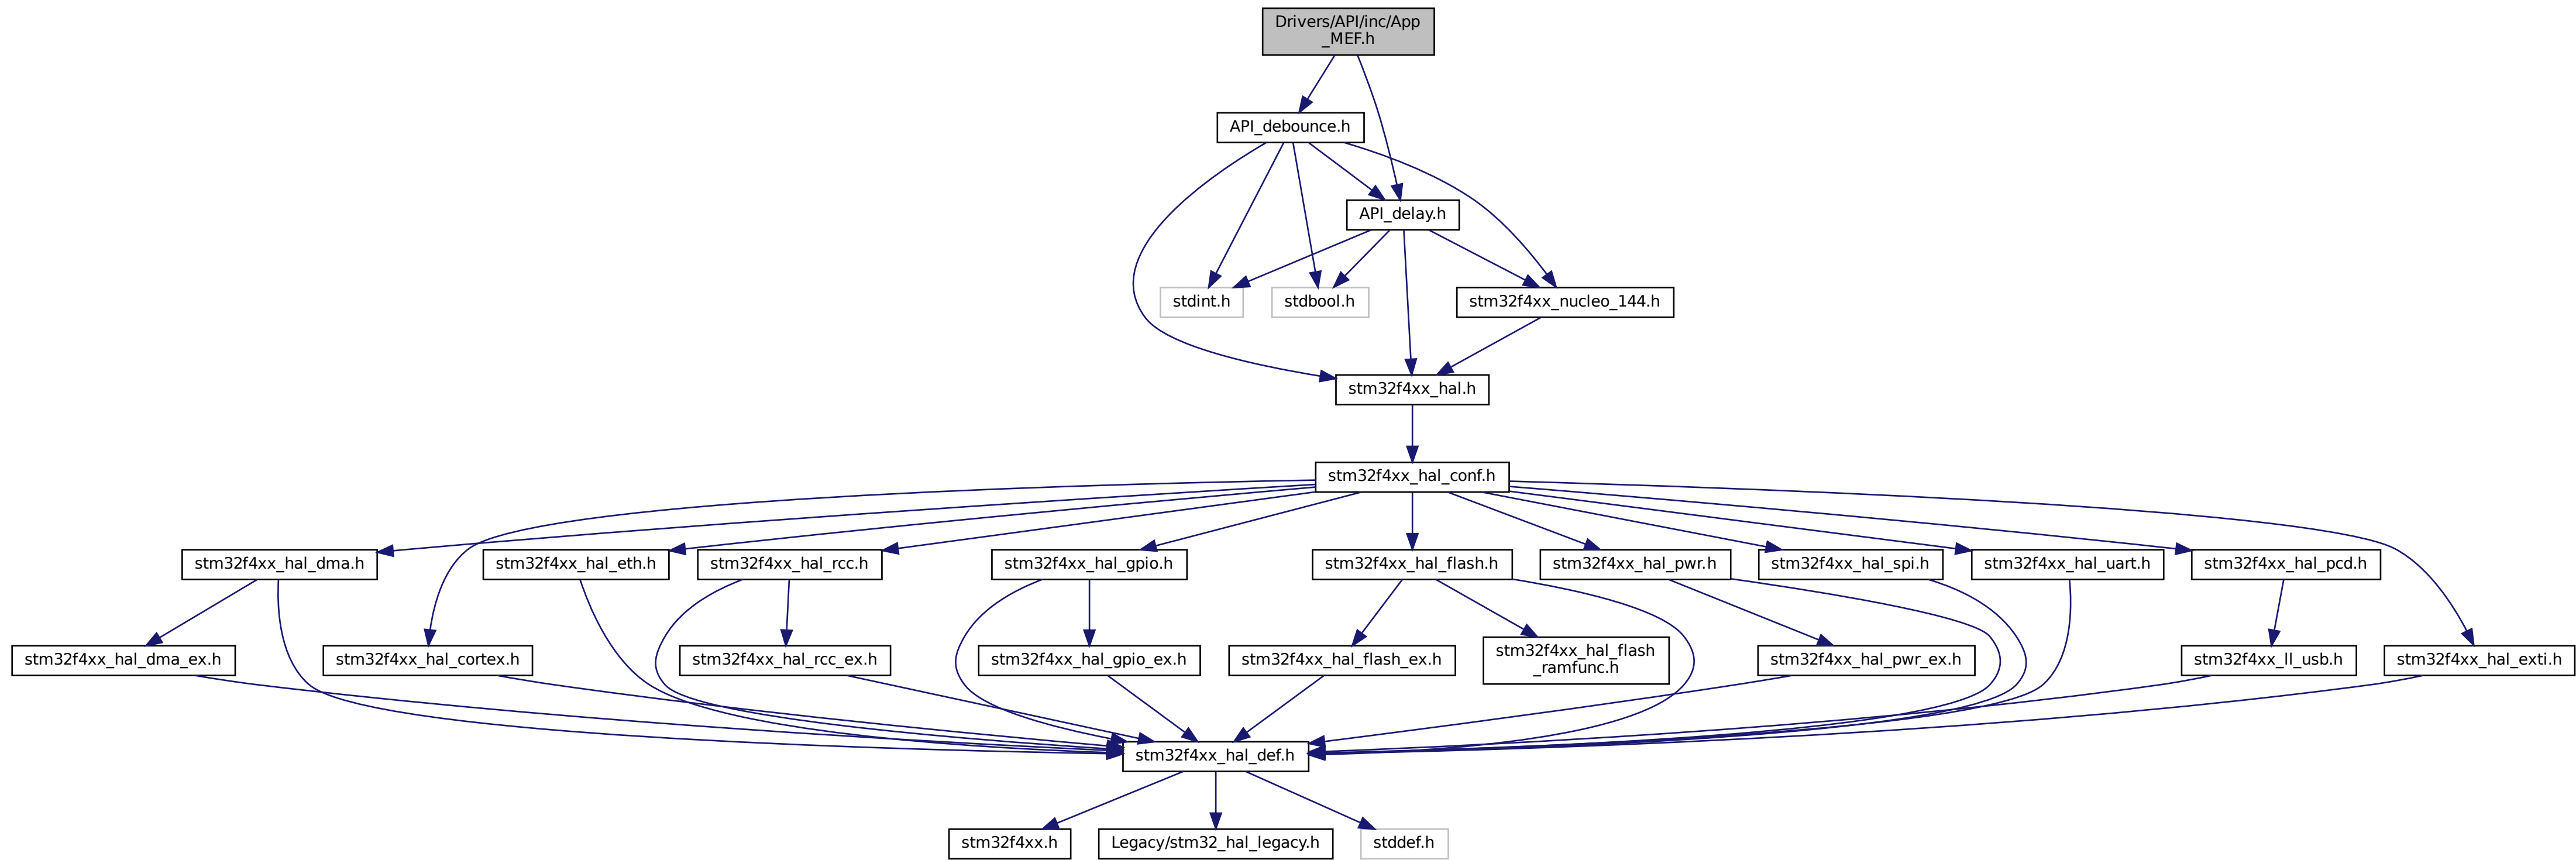 Drivers/API/inc/App
_MEF.h
API_debounce.h
API_delay.h
stdint.h
stdbool.h
stm32f4xx_nucleo_144.h
stm32f4xx_hal.h
stm32f4xx_hal_conf.h
stm32f4xx_hal_dma.h
stm32f4xx_hal_eth.h
stm32f4xx_hal_rcc.h
stm32f4xx_hal_gpio.h
stm32f4xx_hal_flash.h
stm32f4xx_hal_pwr.h
stm32f4xx_hal_spi.h
stm32f4xx_hal_uart.h
stm32f4xx_hal_pcd.h
stm32f4xx_hal_dma_ex.h
stm32f4xx_hal_cortex.h
stm32f4xx_hal_rcc_ex.h
stm32f4xx_hal_gpio_ex.h
stm32f4xx_hal_flash_ex.h
stm32f4xx_hal_flash
_ramfunc.h
stm32f4xx_hal_pwr_ex.h
stm32f4xx_ll_usb.h
stm32f4xx_hal_exti.h
stm32f4xx_hal_def.h
stm32f4xx.h
Legacy/stm32_hal_legacy.h
stddef.h